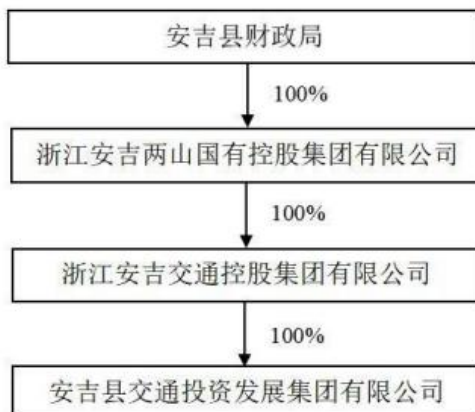 安吉县财政局
100%
浙江安吉两山国有控股集团有限公司
100%
浙江安吉交通控股集团有限公司
100%
安吉县交通投资发展集团有限公司